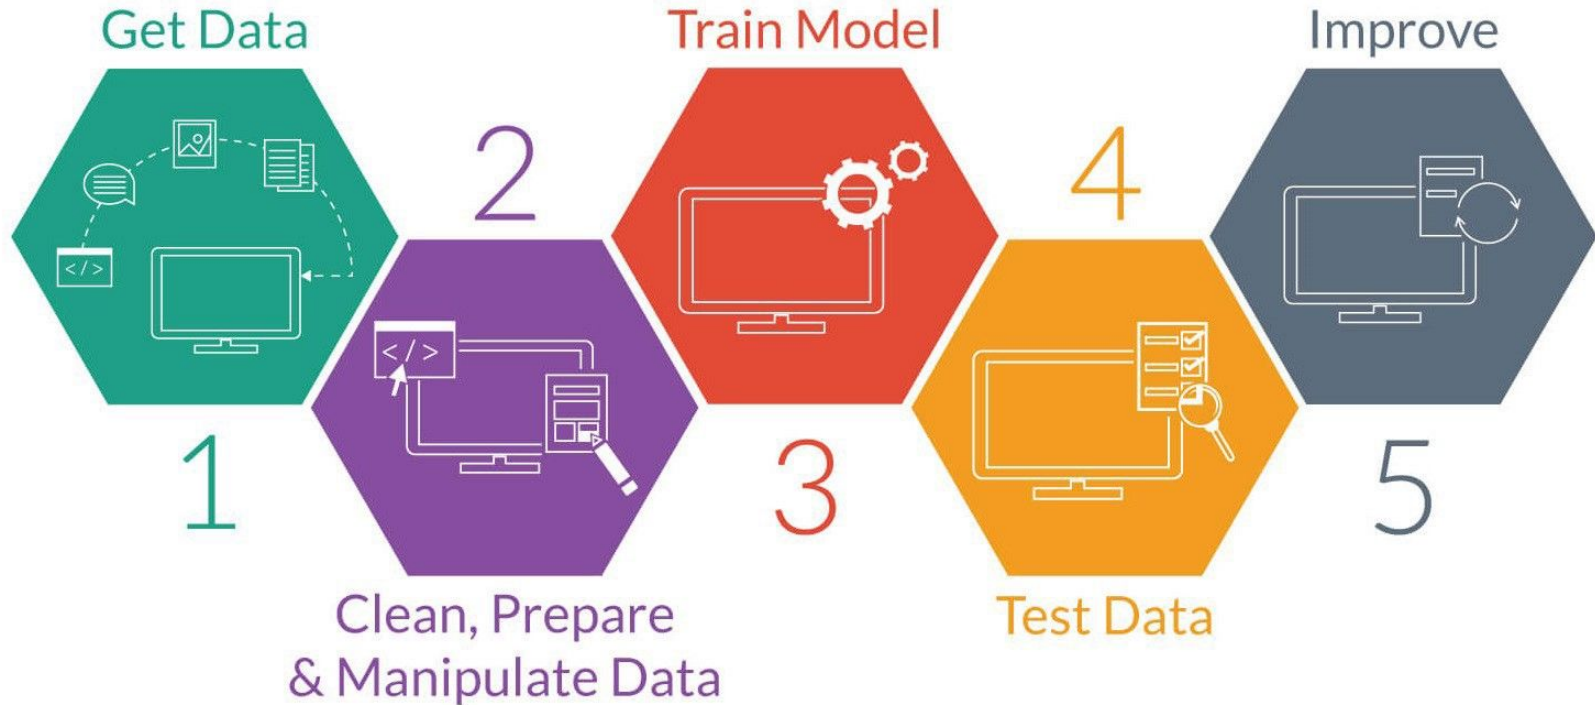 Get Data
1
</>
2
Clean, Prepare
& Manipulate Data
</>
Train Model
3
4
Test Data
Improve
5